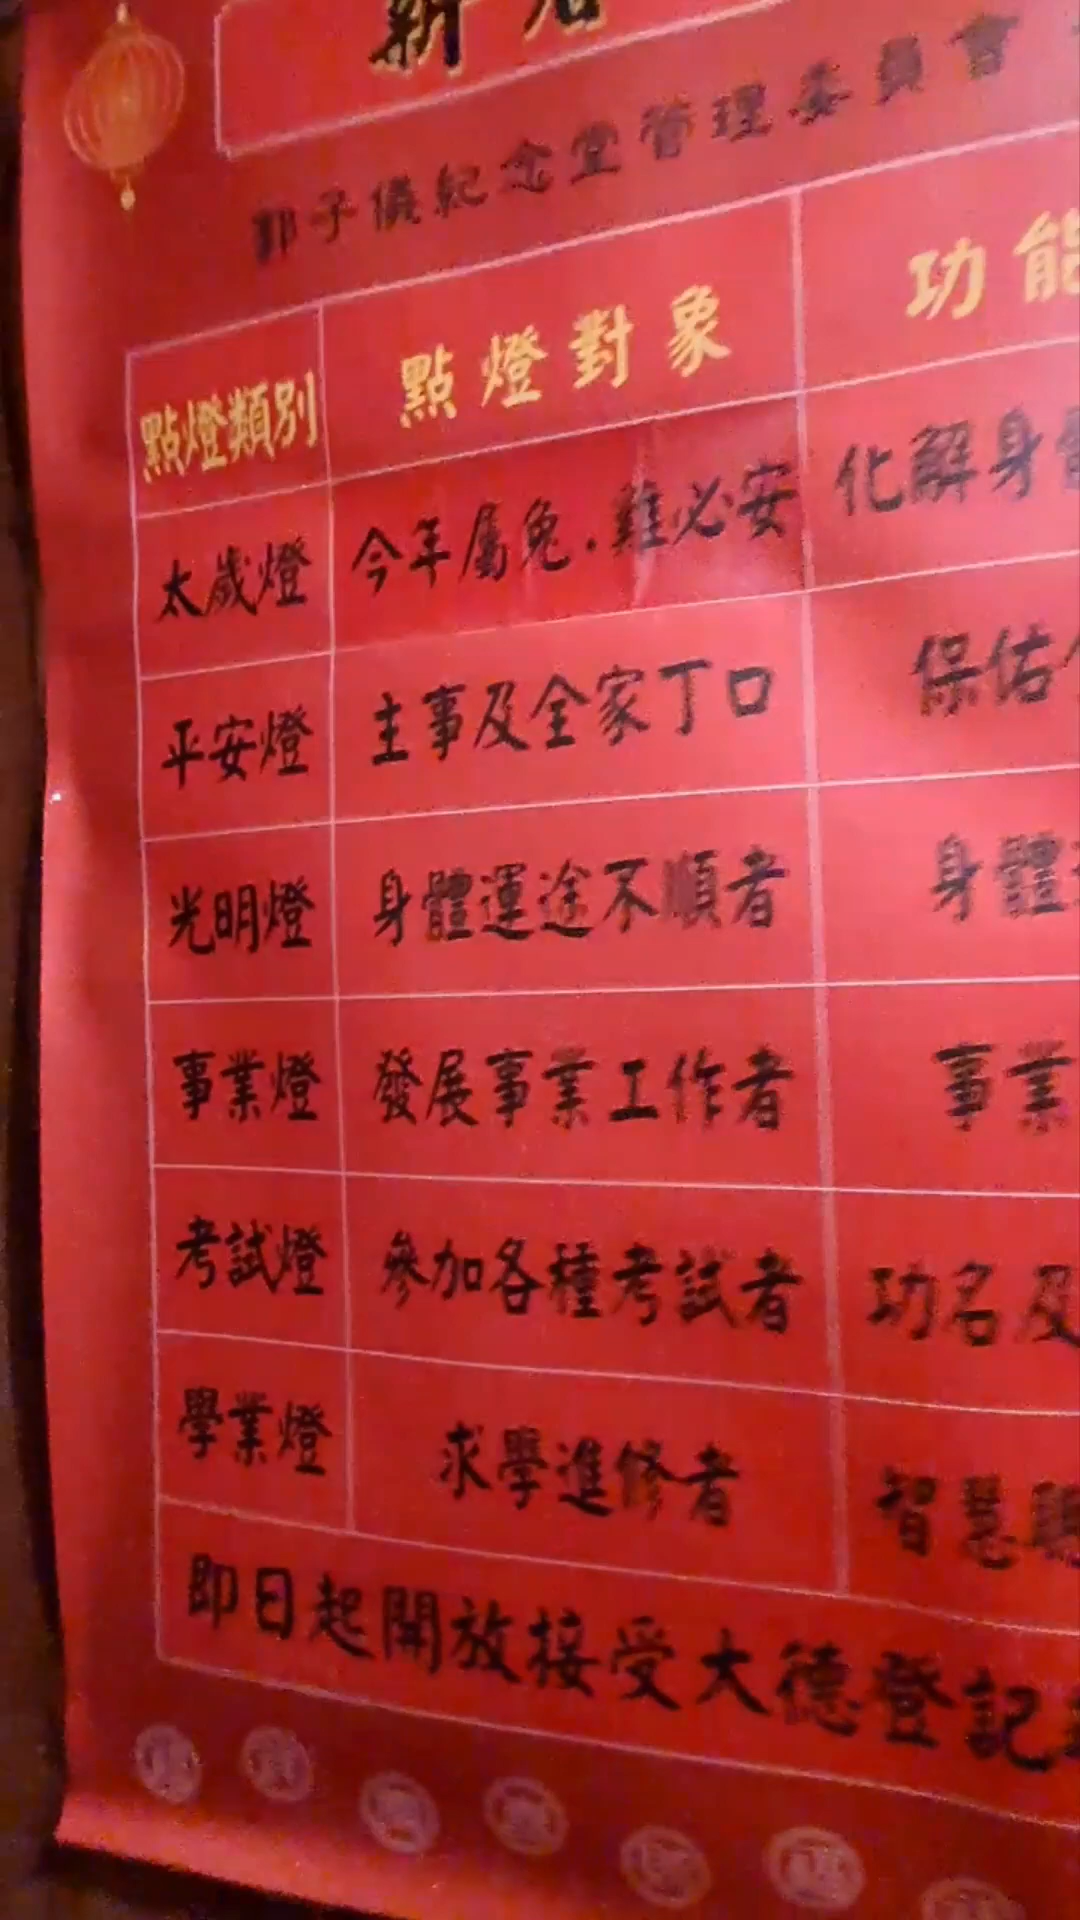 郭子儀紀念堂管理委員會
點燈類別 點燈對象 功能
太歲燈 今年屬兔.雞必安 化解身
平安燈 主事及全家丁口 保佑
光明燈 身體運途不順者 身體
事業燈 發展事業工作者 事業
考試燈 參加各種考試者 功名及
學業燈 求學進修者 智慧
即日起開放接受大德登記